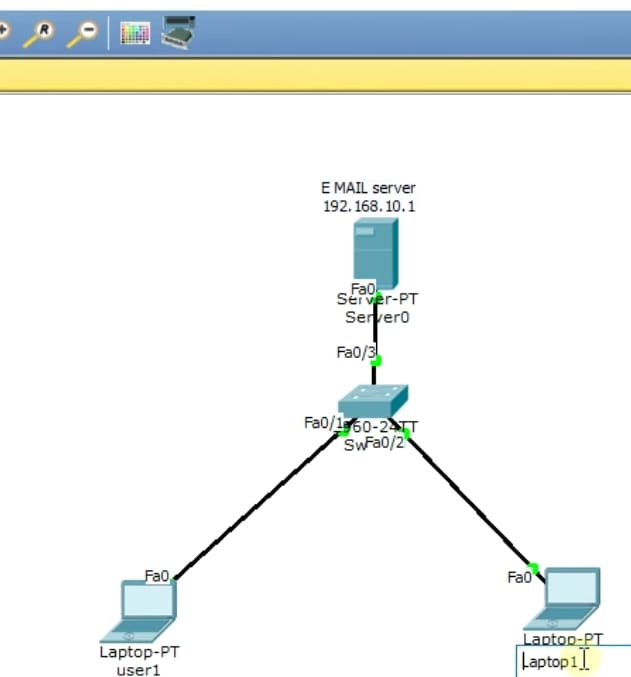 R
E MAIL server
192.168.10.1
Fa0
Server-PT
Server0
Fa0/3
Fa0/1
60-24TT
Sw
Fa0/2
Fa0
Laptop-PT
user1
Fa0
Laptop-PT
Laptop1